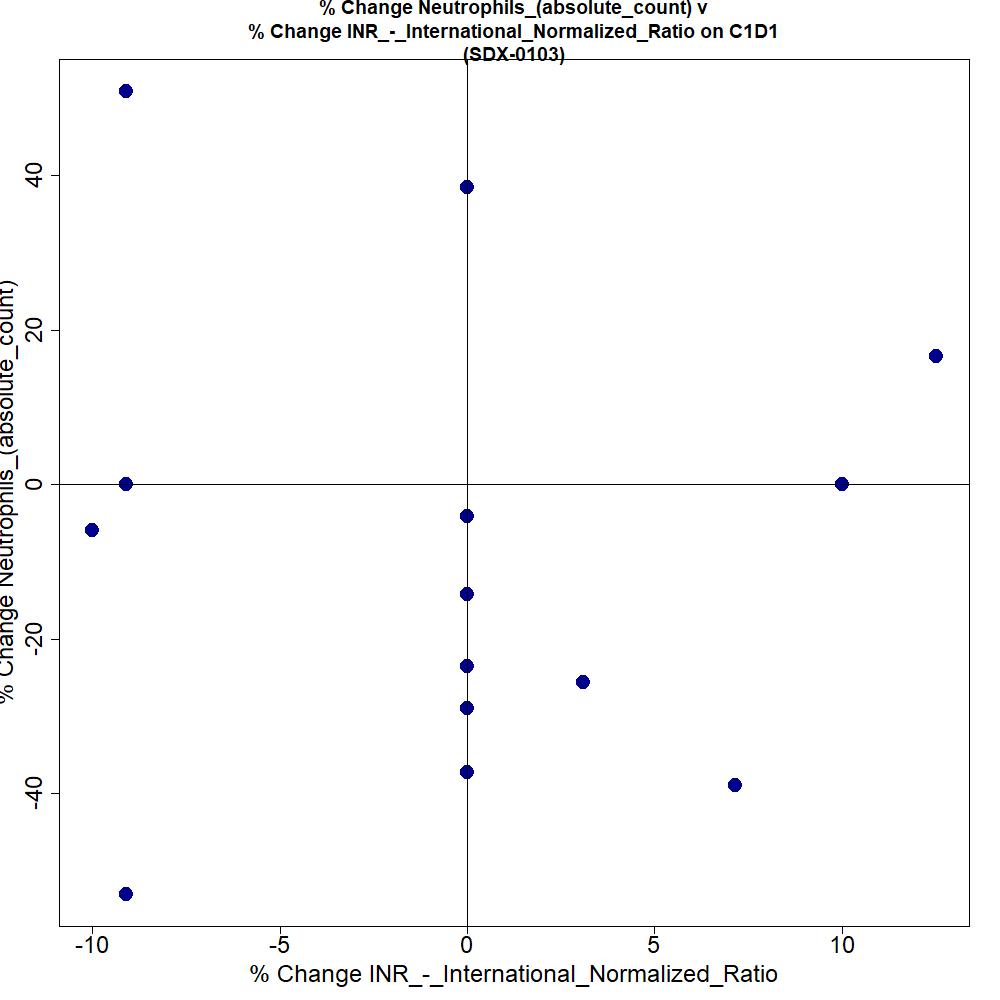 % Change Neutrophils_(absolute_count) v
% Change INR_-_International_Normalized_Ratio on C1D1
(SDX-0103)
% Change Neutrophils_(absolute_count)
40
20
0
-20
-40
-10
-5
0
5
10
% Change INR_-_International_Normalized_Ratio